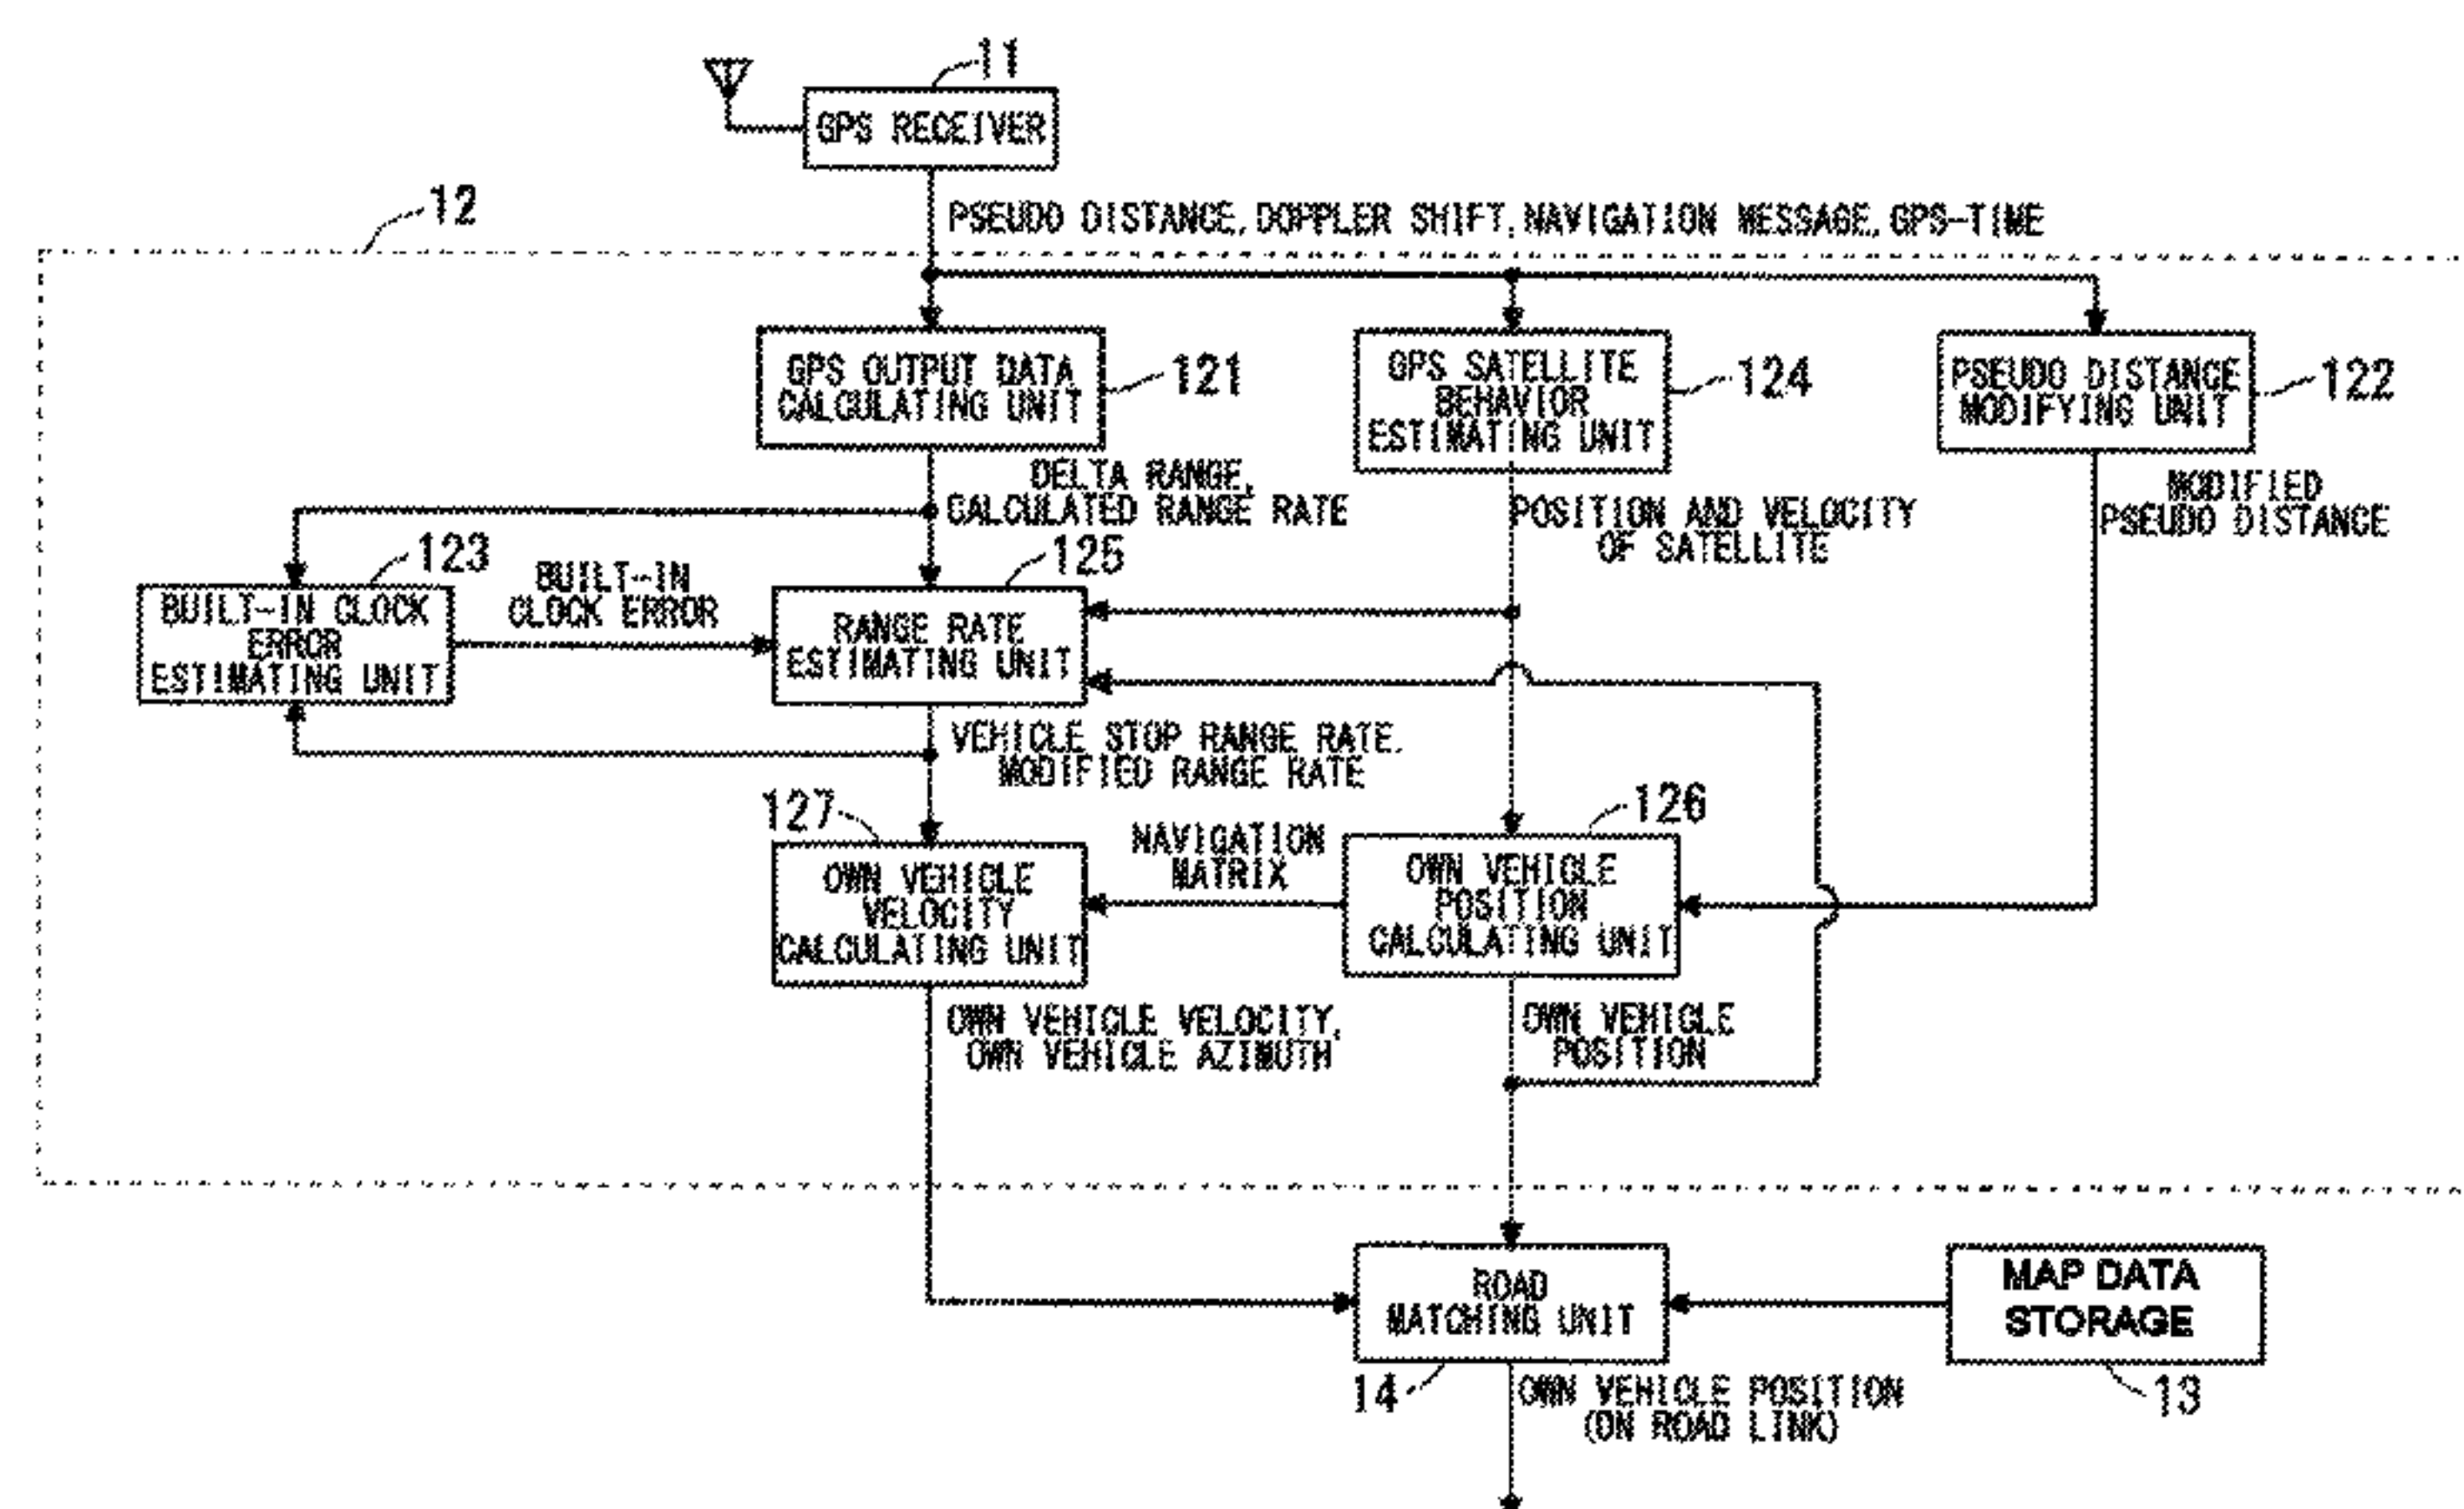 11
GPS RECEIVER
12
PSEUDO DISTANCE, DOPPLER SHIFT, NAVIGATION MESSAGE, GPS-TIME
GPS OUTPUT DATA
CALCULATING UNIT
121
GPS SATELLITE
BEHAVIOR
ESTIMATING UNIT
124
PSEUDO DISTANCE
MODIFYING UNIT
122
DELTA RANGE,
CALCULATED RANGE RATE
POSITION AND VELOCITY
OF SATELLITE
MODIFIED
PSEUDO DISTANCE
123
BUILT-IN CLOCK
ERROR
ESTIMATING UNIT
BUILT-IN
CLOCK ERROR
125
RANGE RATE
ESTIMATING UNIT
VEHICLE STOP RANGE RATE,
MODIFIED RANGE RATE
127
OWN VEHICLE
VELOCITY
CALCULATING UNIT
NAVIGATION
MATRIX
126
OWN VEHICLE
POSITION
CALCULATING UNIT
OWN VEHICLE VELOCITY,
OWN VEHICLE AZIMUTH
OWN VEHICLE
POSITION
ROAD
MATCHING UNIT
14
MAP DATA
STORAGE
13
OWN VEHICLE POSITION
(ON ROAD LINK)